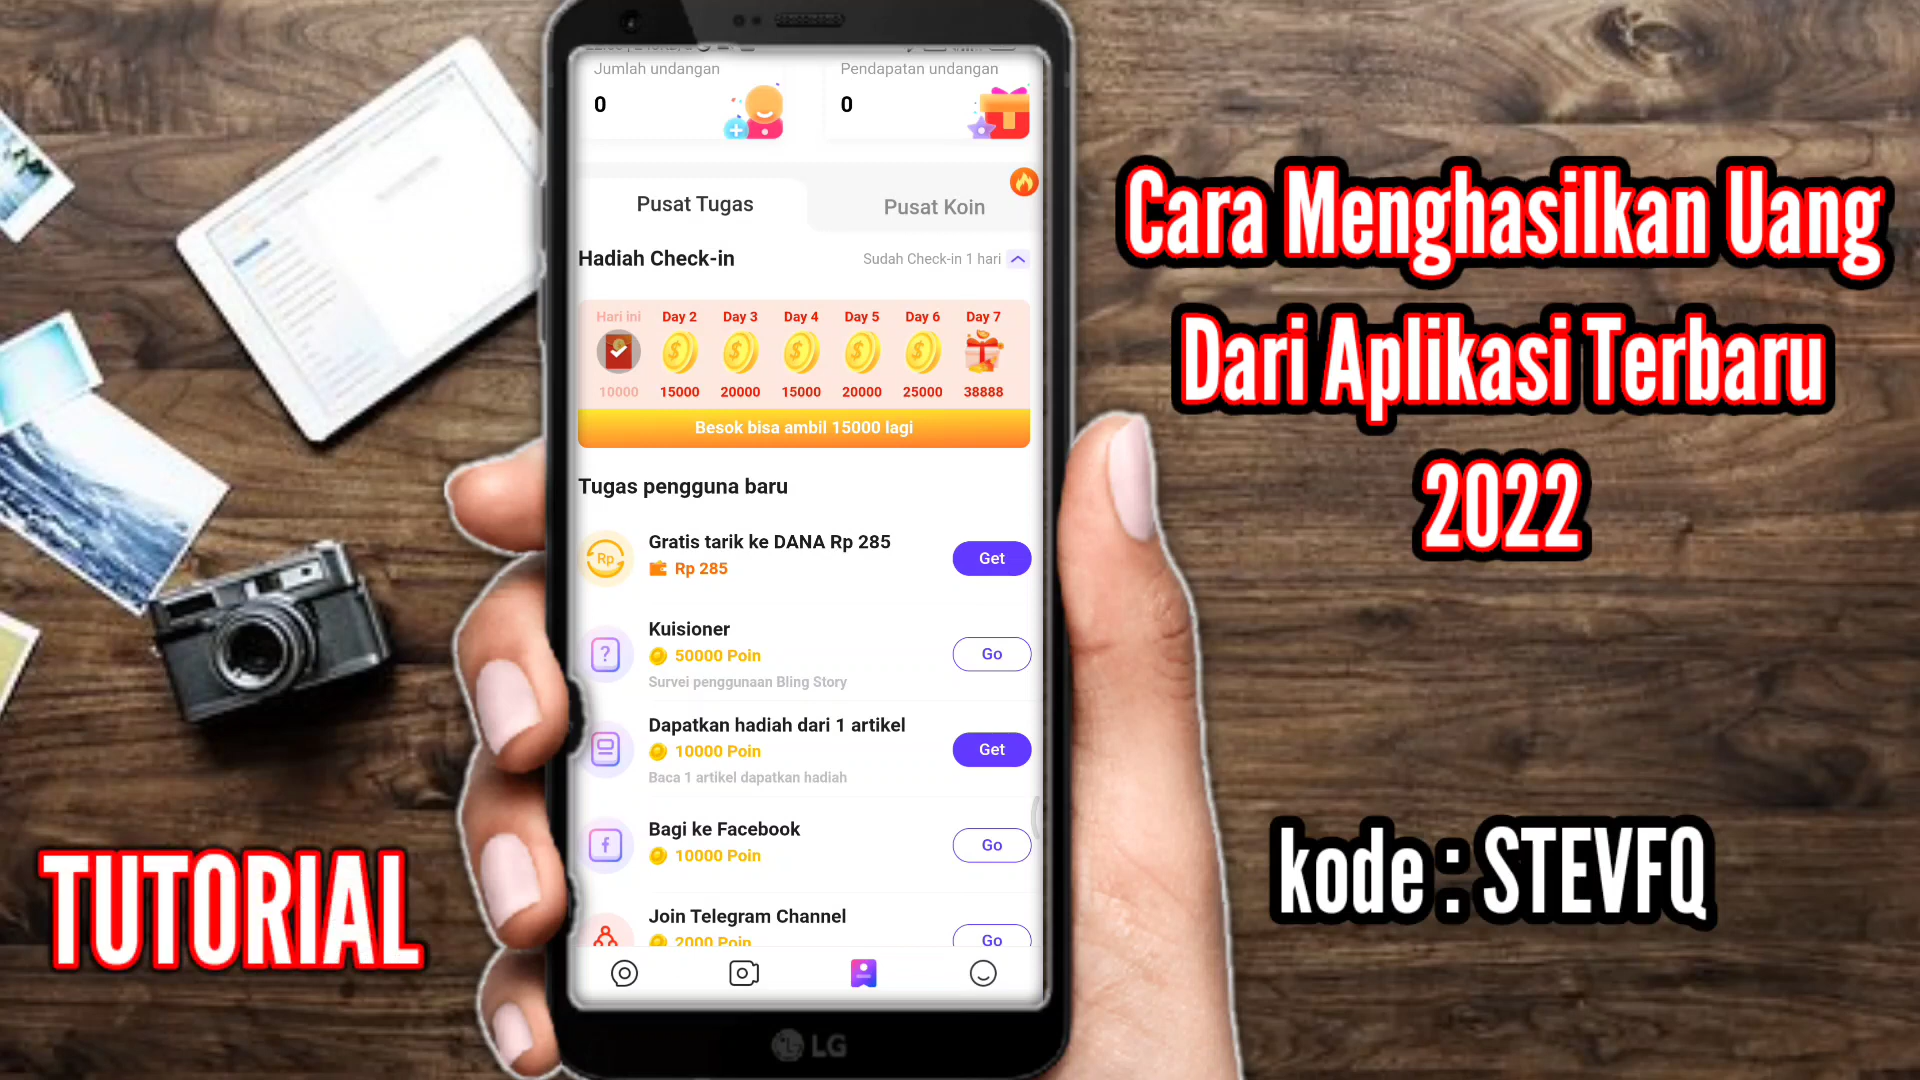 Jumlah undangan
0
Pendapatan undangan
0
Pusat Tugas
Pusat Koin
Hadiah Check-in
Sudah Check-in 1 hari
Hari ini
Day 2
Day 3
Day 4
Day 5
Day 6
Day 7
10000
15000
20000
15000
20000
25000
38888
Besok bisa ambil 15000 lagi
Tugas pengguna baru
Rp
Gratis tarik ke DANA Rp 285
Rp 285
Get
Kuisioner
50000 Poin
Survei penggunaan Bling Story
Go
Dapatkan hadiah dari 1 artikel
10000 Poin
Baca 1 artikel dapatkan hadiah
Get
Bagi ke Facebook
10000 Poin
Go
Join Telegram Channel
2000 Poin
Go
LG
Cara Menghasilkan Uang
Dari Aplikasi Terbaru
2022
kode : STEVFQ
TUTORIAL